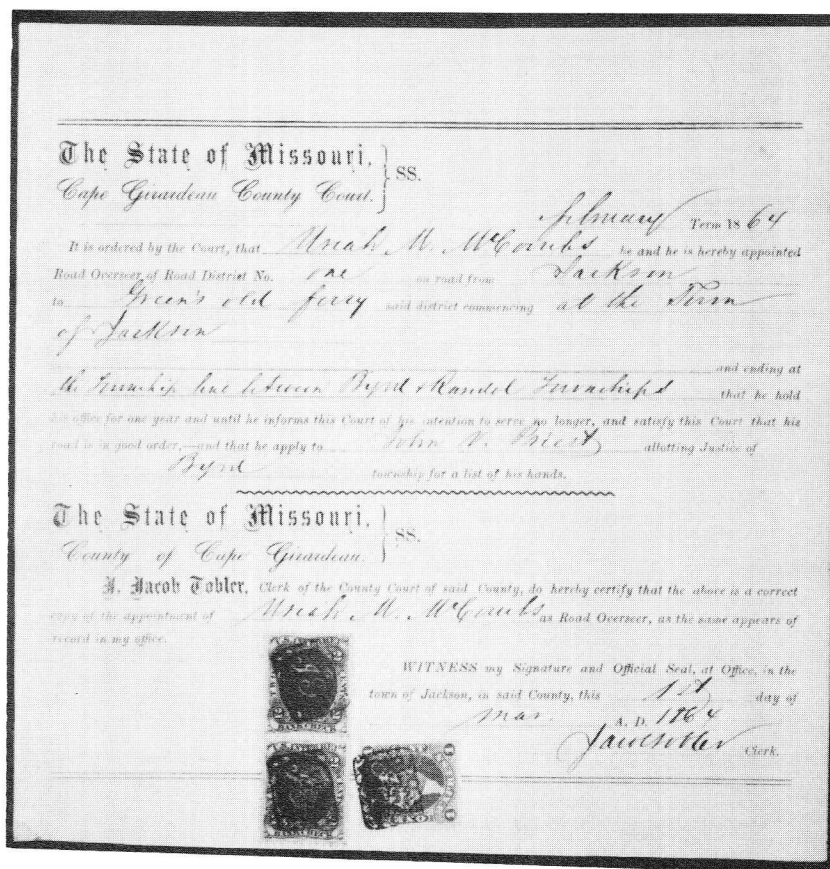 The State of Missouri, } SS.
Cape Girardeau County Court.
February Term 1864
It is ordered by the Court, that Uriah M. McCombs be and he is hereby appointed
Road Overseer of Road District No. one on road from Jackson
to Green's old ferry said district commencing at the Town
of Jackson
and ending at
the Township line between Byrd & Randol Townships that he hold
his office for one year and until he informs this Court of his intention to serve no longer, and satisfy this Court that his
road is in good order,—and that he apply to John V. Priest allotting Justice of
Byrd township for a list of his hands.
The State of Missouri, } SS.
County of Cape Girardeau.
I, Jacob Tobler, Clerk of the County Court of said County, do hereby certify that the above is a correct
copy of the appointment of Uriah M. McCombs as Road Overseer, as the same appears of
record in my office.
WITNESS my Signature and Official Seal, at Office, in the
town of Jackson, in said County, this 1st day of
Mar. A. D. 1864
Jacob Tobler Clerk.
BANK CHECK
BANK CHECK